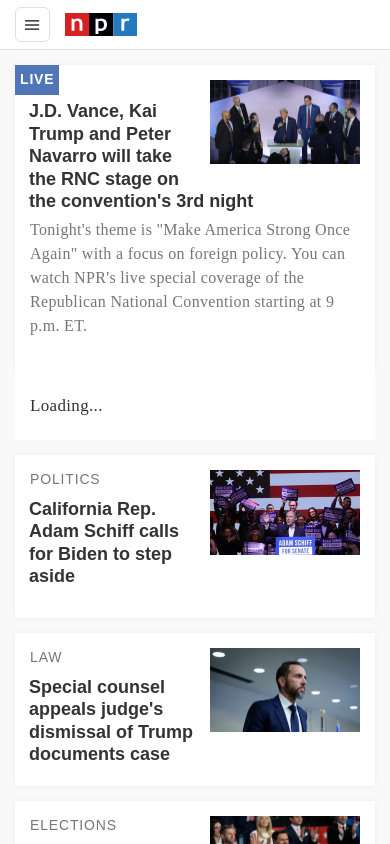 npr
LIVE
J.D. Vance, Kai
Trump and Peter
Navarro will take
the RNC stage on
the convention's 3rd night
Tonight's theme is "Make America Strong Once
Again" with a focus on foreign policy. You can
watch NPR's live special coverage of the
Republican National Convention starting at 9
p.m. ET.
Loading...
POLITICS
California Rep.
Adam Schiff calls
for Biden to step
aside
ADAM SCHIFF
FOR SENATE
LAW
Special counsel
appeals judge's
dismissal of Trump
documents case
ELECTIONS